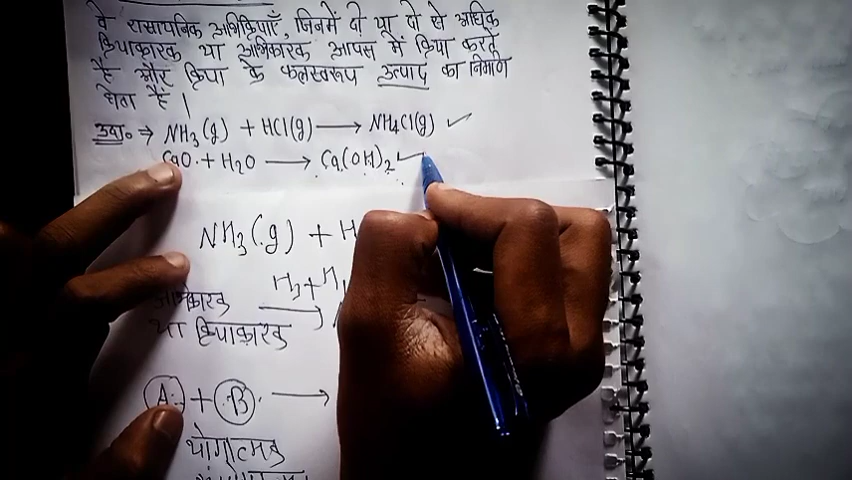 वे रासायनिक अभिक्रियाएँ, जिनमें दो या दो से अधिक
क्रियाकारक या अभिकारक आपस में क्रिया करते
हैं और क्रिया के फलस्वरूप उत्पाद का निर्माण
होता है।
उदा० → NH3(g) + HCl(g) → NH4Cl(g) ✓
CaO + H2O → Ca(OH)2 ✓
NH3(g) + H
H3 + H
अभिकारक →
या क्रियाकारक
A + B →
योगात्मक